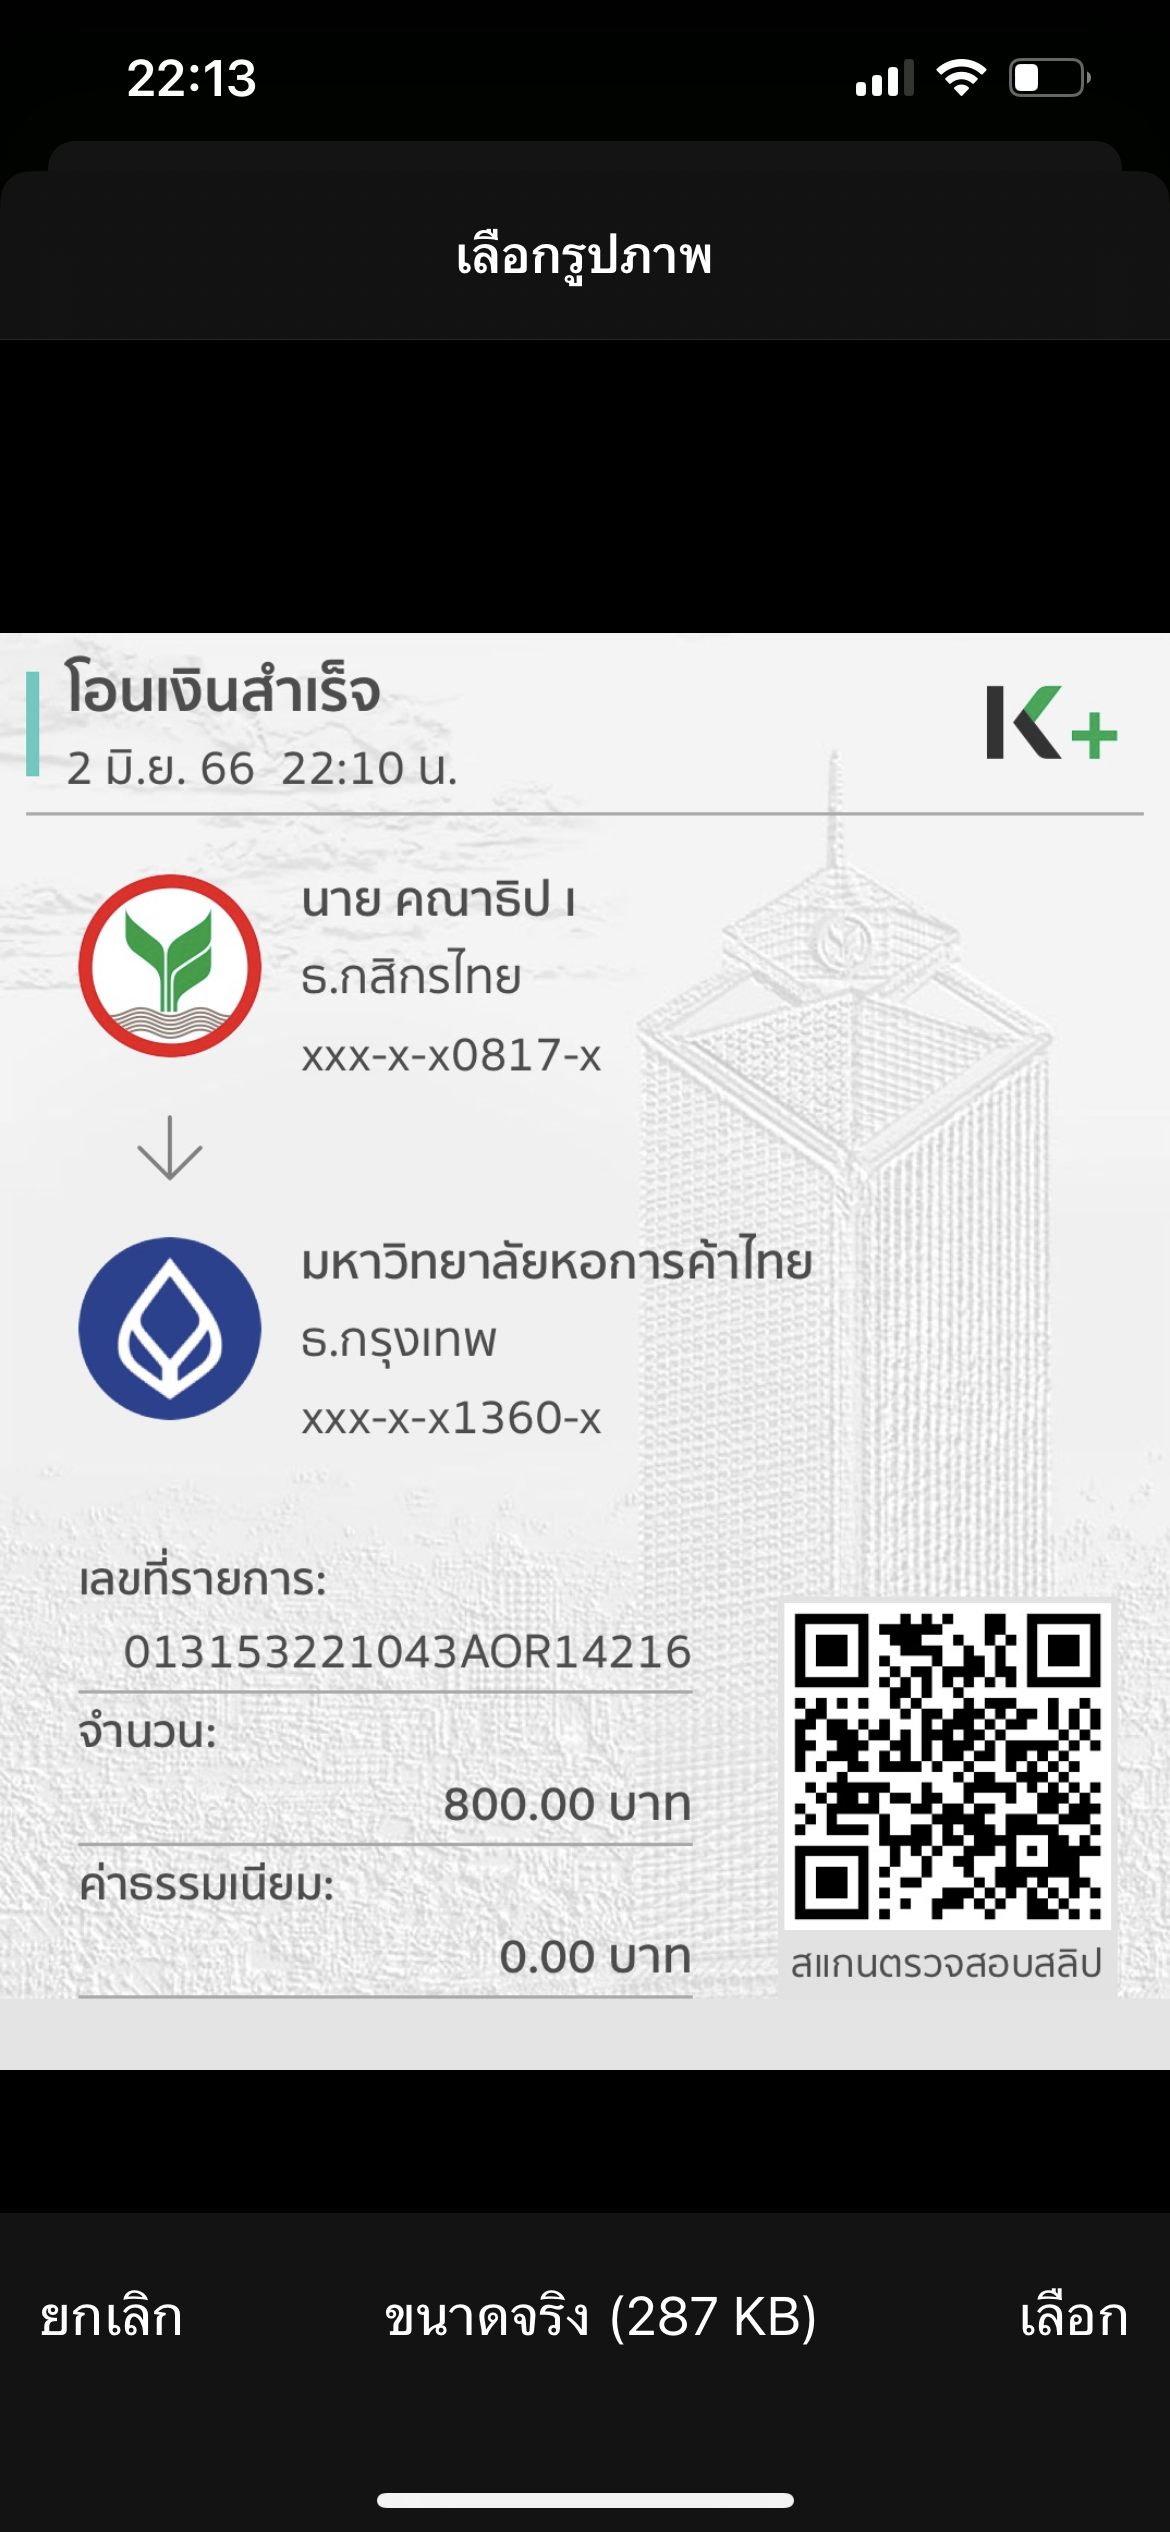 22:13
เลือกรูปภาพ
โอนเงินสำเร็จ
2 มิ.ย. 66 22:10 น.
K+
นาย คณาธิป เ
ธ.กสิกรไทย
xxx-x-x0817-x
มหาวิทยาลัยหอการค้าไทย
ธ.กรุงเทพ
xxx-x-x1360-x
เลขที่รายการ:
013153221043AOR14216
จำนวน:
800.00 บาท
ค่าธรรมเนียม:
0.00 บาท
สแกนตรวจสอบสลิป
ยกเลิก ขนาดจริง (287 KB) เลือก